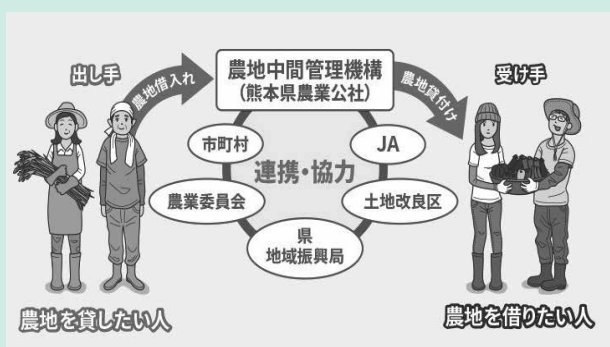 出し手
農地借入れ
農地中間管理機構
(熊本県農業公社)
農地貸付け
受け手
市町村
JA
連携・協力
農業委員会
土地改良区
県
地域振興局
農地を貸したい人
農地を借りたい人